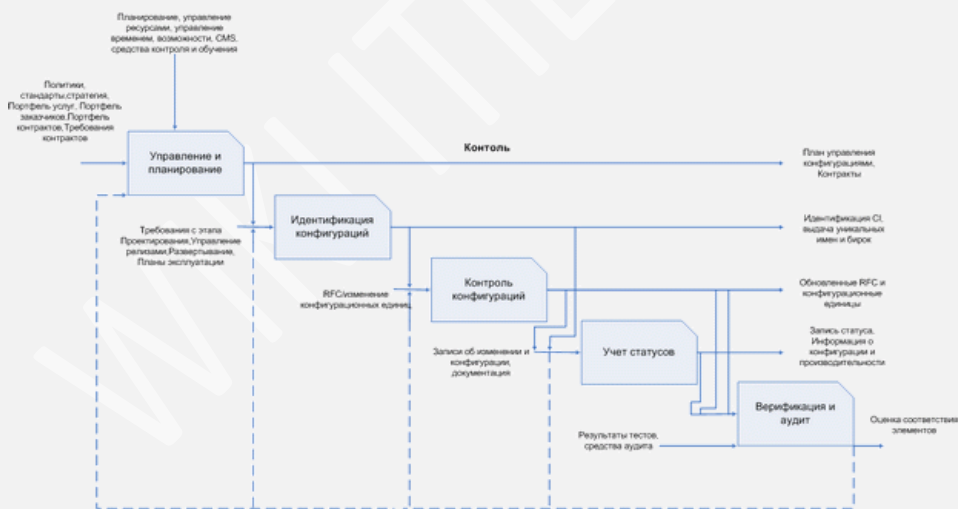 Планирование, управление
ресурсами, управление
временем, возможности, CMS,
средства контроля и обучения
Политики,
стандарты,стратегия,
Портфель услуг, Портфель
заказчиков,Портфель
контрактов,Требования
контрактов
Управление и
планирование
Контоль
План управления
конфигурациями,
Контракты
Требования с этапа
Проектирования,Управление
релизами,Развертывание,
Планы эксплуатации
Идентификация
конфигураций
Идентификация CI,
выдача уникальных
имен и бирок
RFC/изменение
конфигурационных единиц
Контроль
конфигураций
Обновленные RFC и
конфигурационные
единицы
Записи об изменении и
конфигурации,
документация
Учет статусов
Запись статуса,
Информация о
конфигурации и
производительности
Результаты тестов,
средства аудита
Верификация и
аудит
Оценка соответствия
элементов
WIKI ITIL